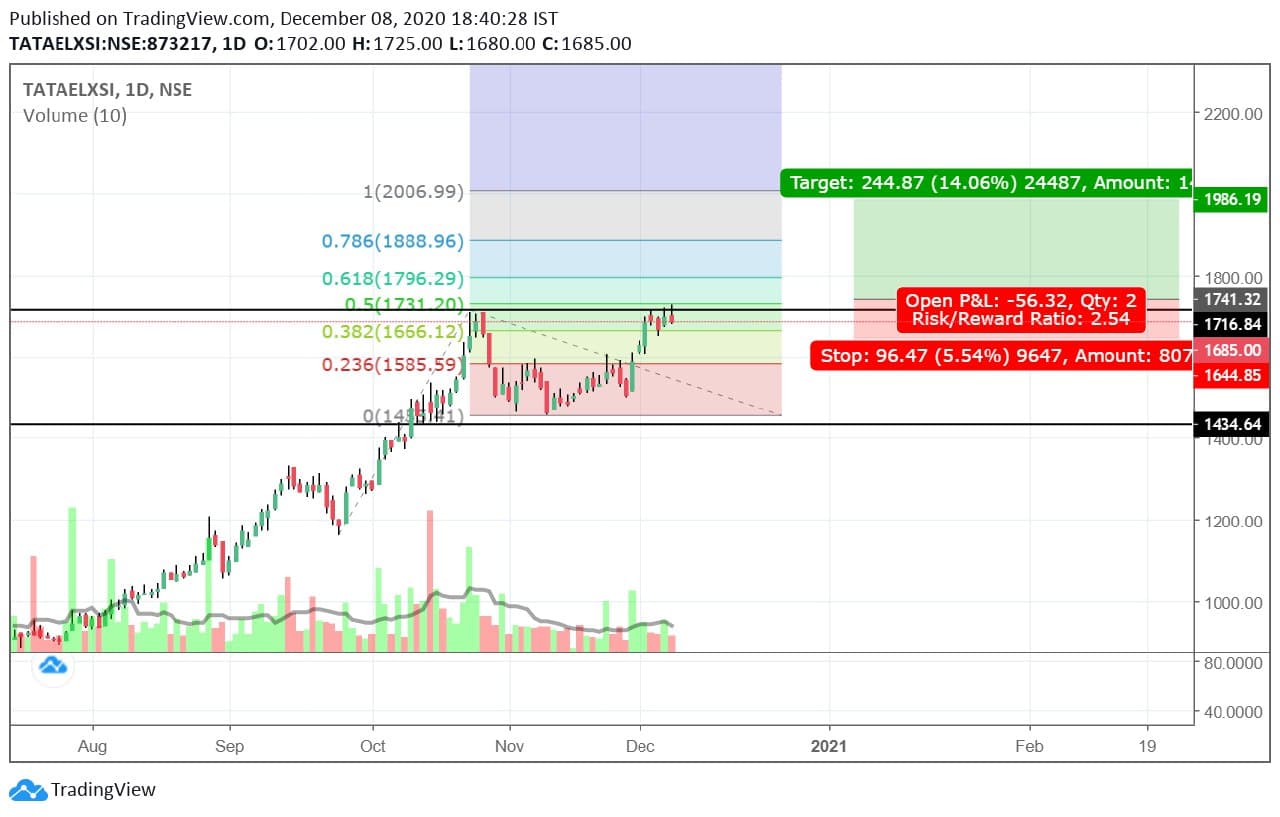 Published on TradingView.com, December 08, 2020 18:40:28 IST
TATAELXSI:NSE:873217, 1D O:1702.00 H:1725.00 L:1680.00 C:1685.00
TATAELXSI, 1D, NSE
Volume (10)
2200.00
1(2006.99)
Target: 244.87 (14.06%) 24487, Amount:
1986.19
0.786(1888.96)
0.618(1796.29)
1800.00
0.5(1731.20)
Open P&L: -56.32, Qty: 2
1741.32
Risk/Reward Ratio: 2.54
1716.84
0.382(1666.12)
1685.00
Stop: 96.47 (5.54%) 9647, Amount: 807
0.236(1585.59)
1644.85
1434.64
1400.00
1200.00
1000.00
80.0000
40.0000
Aug Sep Oct Nov Dec 2021 Feb 19
TradingView